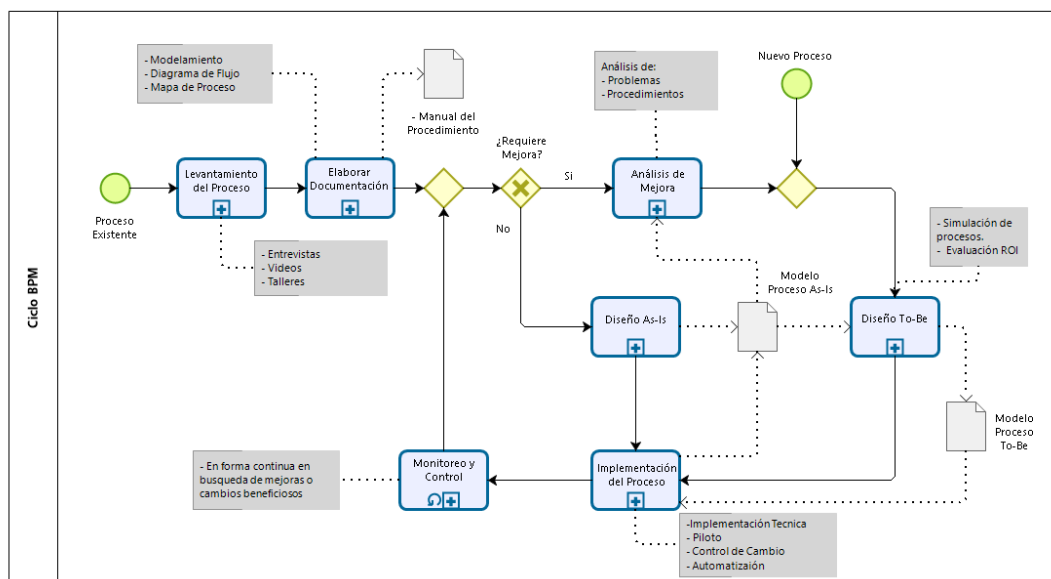 Ciclo BPM
- Modelamiento
- Diagrama de Flujo
- Mapa de Proceso
- Manual del
Procedimiento
Análisis de:
- Problemas
- Procedimientos
Nuevo Proceso
Proceso
Existente
Levantamiento
del Proceso
Elaborar
Documentación
¿Requiere
Mejora?
Si
No
Análisis de
Mejora
- Entrevistas
- Videos
- Talleres
- Simulación de
procesos.
- Evaluación ROI
Diseño As-Is
Modelo
Proceso As-Is
Diseño To-Be
Modelo
Proceso
To-Be
- En forma continua en
busqueda de mejoras o
cambios beneficiosos
Monitoreo y
Control
Implementación
del Proceso
-Implementación Tecnica
- Piloto
- Control de Cambio
- Automatizaión